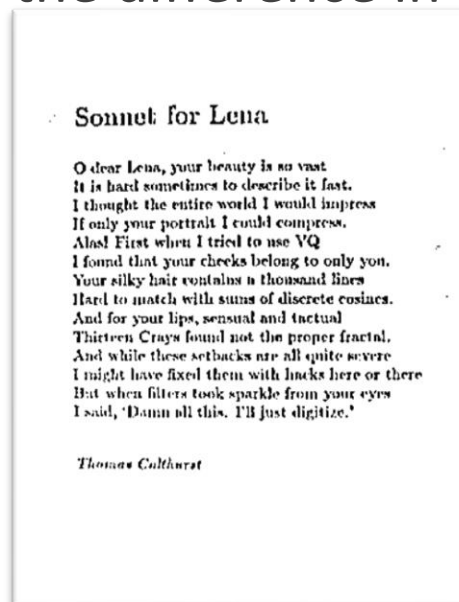 the difference in
Sonnet for Lena
O dear Lena, your beauty is so vast
It is hard sometimes to describe it fast.
I thought the entire world I would impress
If only your portrait I could compress.
Alas! First when I tried to use VQ
I found that your cheeks belong to only you.
Your silky hair contains a thousand lines
Hard to match with sums of discrete cosines.
And for your lips, sensual and tactual
Thirteen Crays found not the proper fractal.
And while these setbacks are all quite severe
I might have fixed them with hacks here or there
But when filters took sparkle from your eyes
I said, 'Damn all this. I'll just digitize.'
Thomas Colthurst